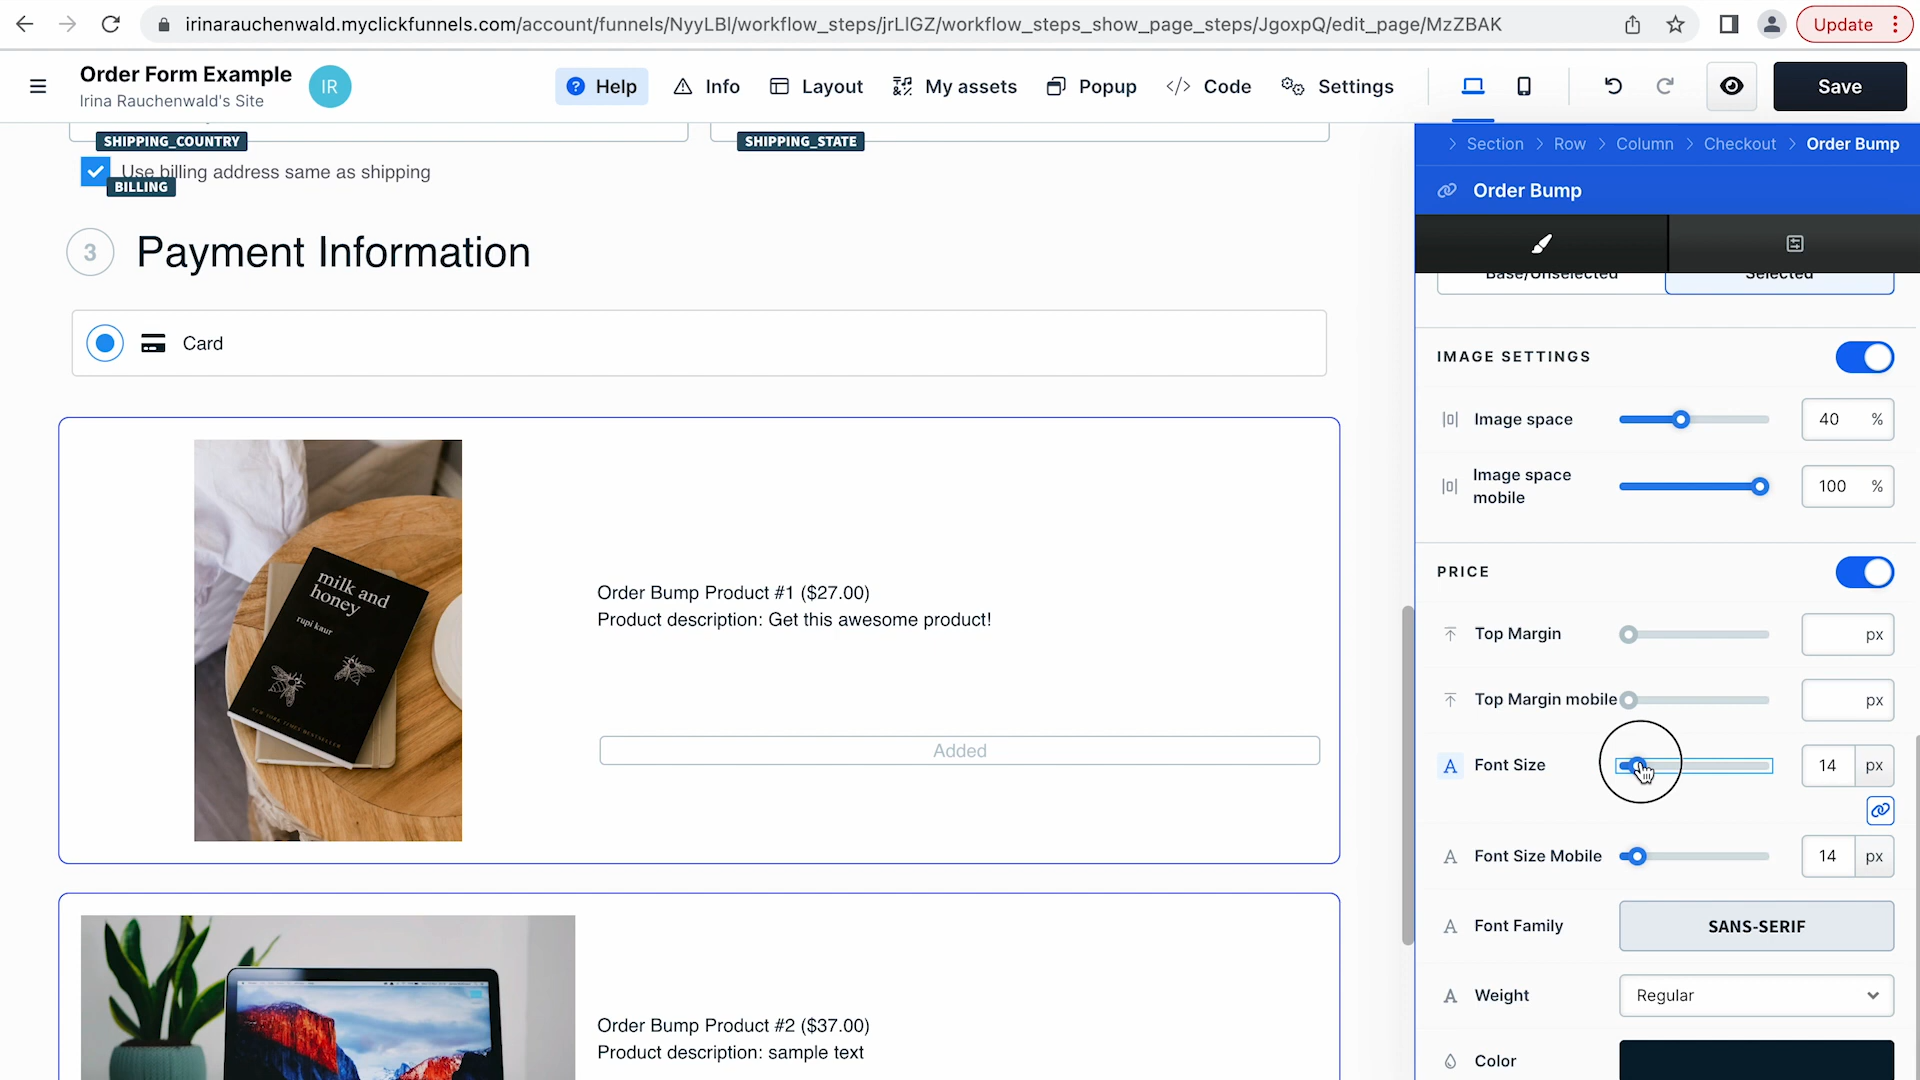 irinarauchenwald.myclickfunnels.com/account/funnels/NyyLBl/workflow_steps/jrLlGZ/workflow_steps_show_page_steps/JgoxpQ/edit_page/MzZBAK
Update
Order Form Example
Irina Rauchenwald's Site
IR
Help
Info
Layout
My assets
Popup
Code
Settings
Save
SHIPPING_COUNTRY
SHIPPING_STATE
Use billing address same as shipping
BILLING
3 Payment Information
Card
milk and
honey
rupi kaur
Order Bump Product #1 ($27.00)
Product description: Get this awesome product!
Added
Order Bump Product #2 ($37.00)
Product description: sample text
Section
Row
Column
Checkout
Order Bump
Order Bump
Base/Unselected
Selected
IMAGE SETTINGS
Image space
40 %
Image space
mobile
100 %
PRICE
Top Margin
px
Top Margin mobile
px
Font Size
14 px
Font Size Mobile
14 px
Font Family
SANS-SERIF
Weight
Regular
Color